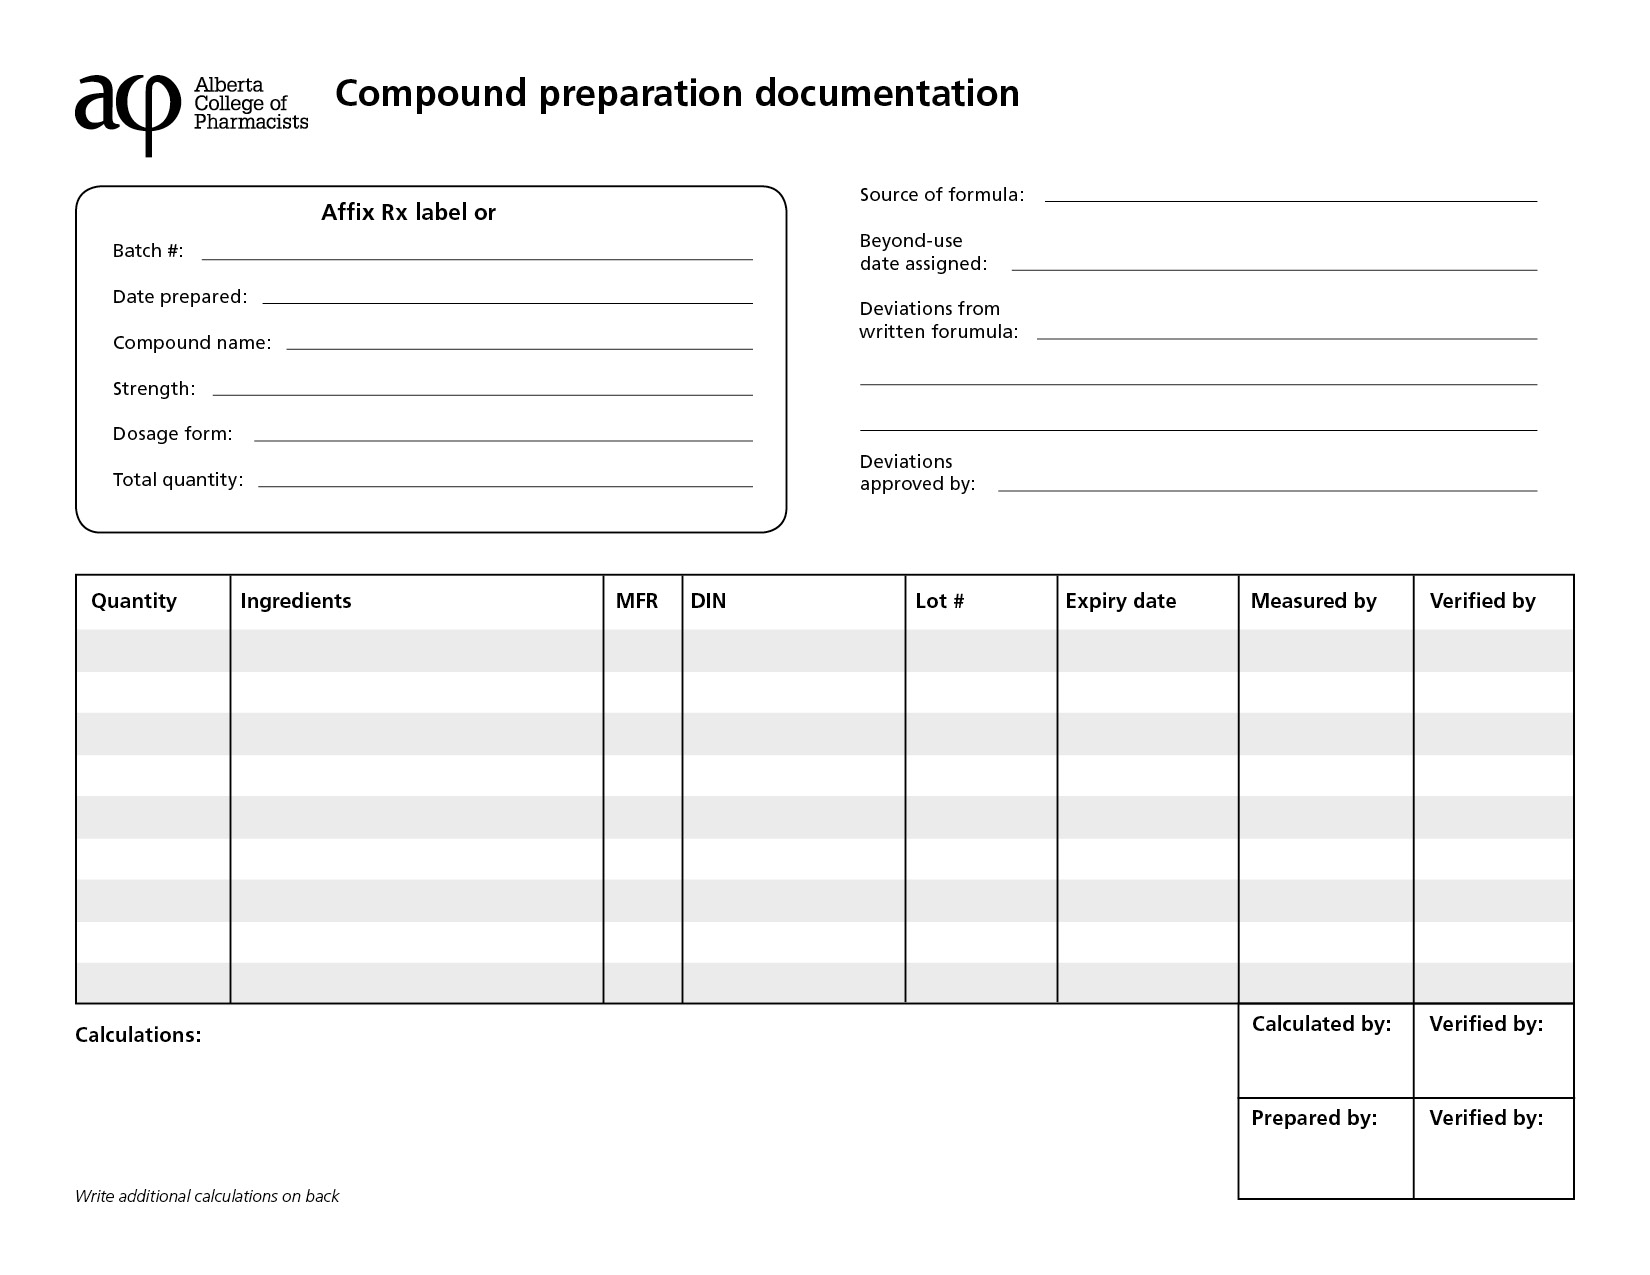 acp Alberta
College of
Pharmacists
Compound preparation documentation
Affix Rx label or
Batch #:
Date prepared:
Compound name:
Strength:
Dosage form:
Total quantity:
Source of formula:
Beyond-use
date assigned:
Deviations from
written forumula:
Deviations
approved by:
Quantity Ingredients MFR DIN Lot # Expiry date Measured by Verified by
Calculations:
Calculated by: Verified by:
Prepared by: Verified by:
Write additional calculations on back